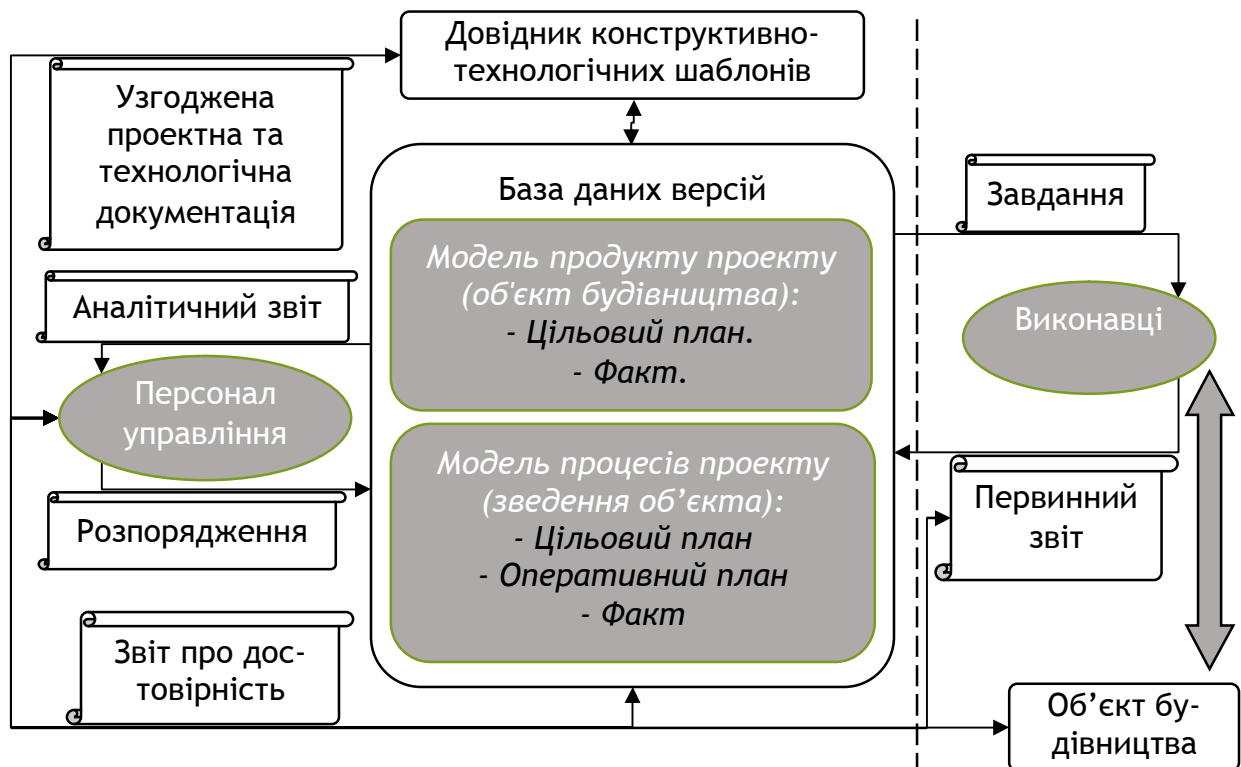 Довідник конструктивно-
технологічних шаблонів
Узгоджена
проектна та
технологічна
документація
База даних версій
Завдання
Модель продукту проекту
(об'єкт будівництва):
- Цільовий план.
- Факт.
Аналітичний звіт
Виконавці
Персонал
управління
Модель процесів проекту
(зведення об’єкта):
- Цільовий план
- Оперативний план
- Факт
Розпорядження
Первинний
звіт
Звіт про дос-
товірність
Об’єкт бу-
дівництва